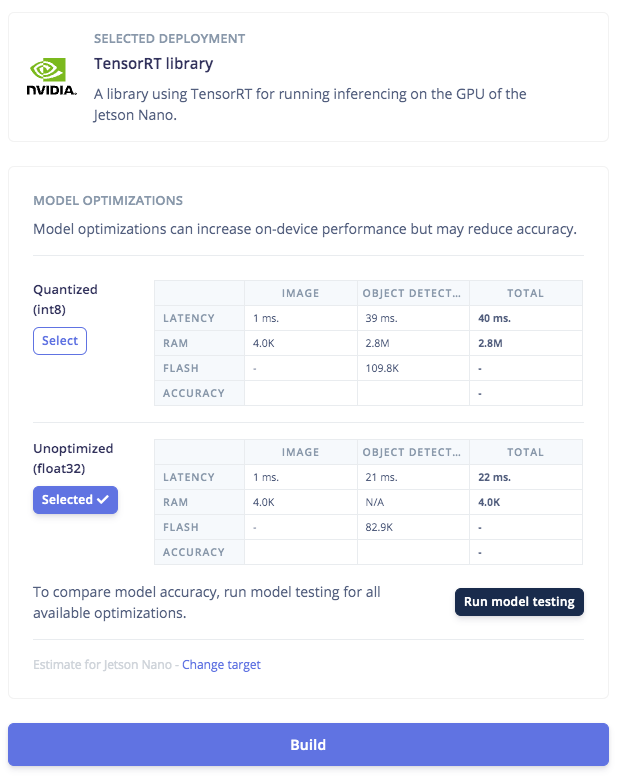 SELECTED DEPLOYMENT
TensorRT library
A library using TensorRT for running inferencing on the GPU of the
Jetson Nano.
NVIDIA.
MODEL OPTIMIZATIONS
Model optimizations can increase on-device performance but may reduce accuracy.
Quantized
(int8)
Select
IMAGE OBJECT DETECT... TOTAL
LATENCY 1 ms. 39 ms. 40 ms.
RAM 4.0K 2.8M 2.8M
FLASH - 109.8K -
ACCURACY -
Unoptimized
(float32)
Selected
IMAGE OBJECT DETECT... TOTAL
LATENCY 1 ms. 21 ms. 22 ms.
RAM 4.0K N/A 4.0K
FLASH - 82.9K -
ACCURACY -
To compare model accuracy, run model testing for all
available optimizations.
Run model testing
Estimate for Jetson Nano - Change target
Build